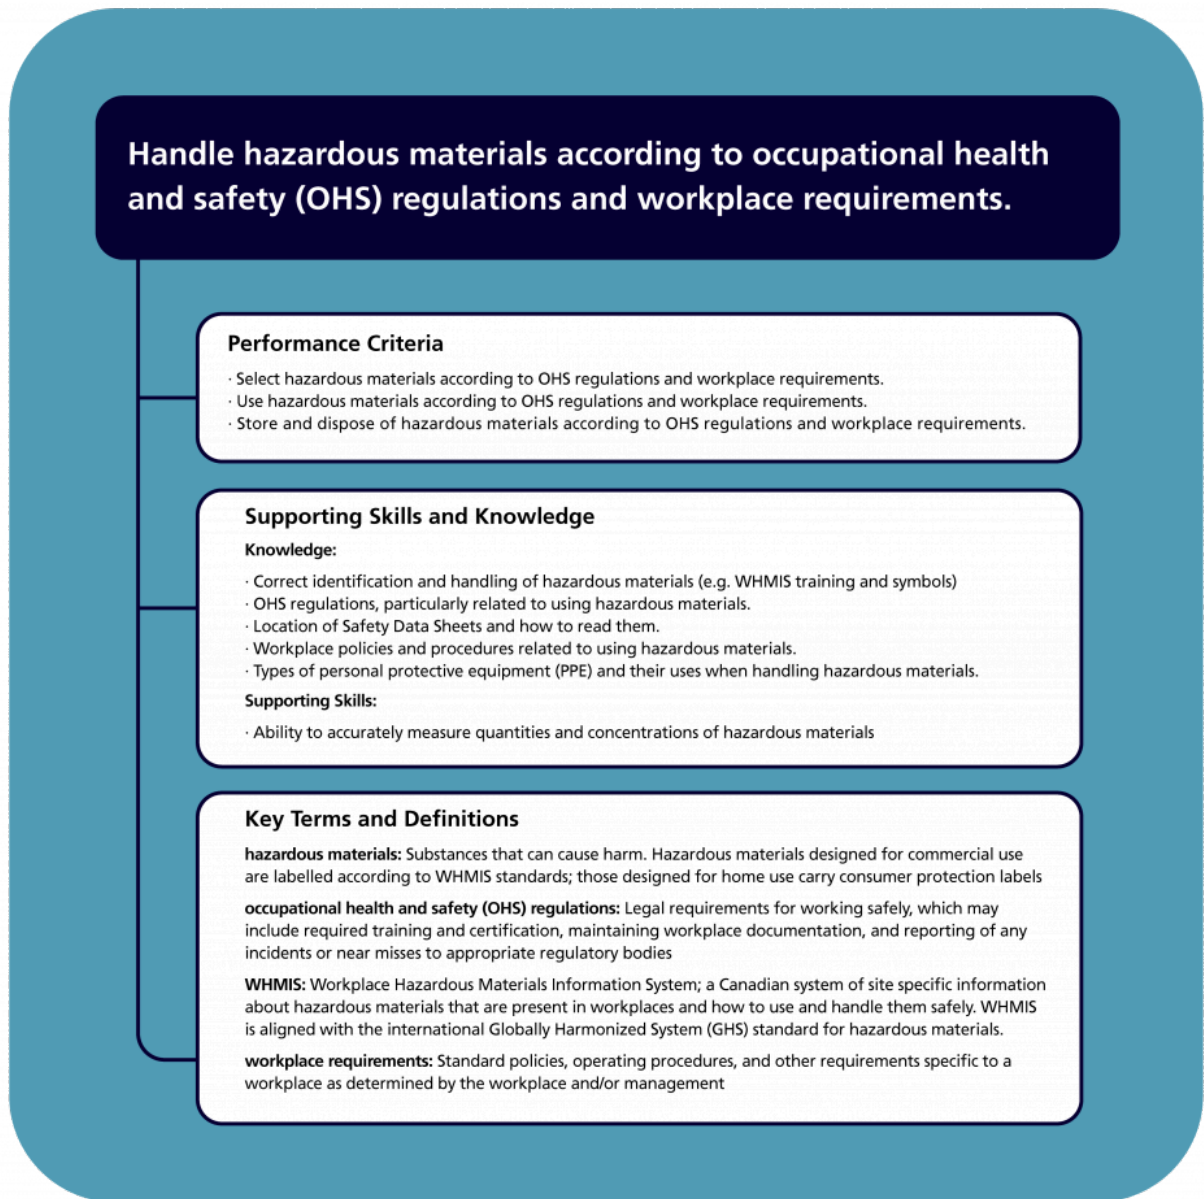 Handle hazardous materials according to occupational health
and safety (OHS) regulations and workplace requirements.
Performance Criteria
· Select hazardous materials according to OHS regulations and workplace requirements.
· Use hazardous materials according to OHS regulations and workplace requirements.
· Store and dispose of hazardous materials according to OHS regulations and workplace requirements.
Supporting Skills and Knowledge
Knowledge:
· Correct identification and handling of hazardous materials (e.g. WHMIS training and symbols)
· OHS regulations, particularly related to using hazardous materials.
· Location of Safety Data Sheets and how to read them.
· Workplace policies and procedures related to using hazardous materials.
· Types of personal protective equipment (PPE) and their uses when handling hazardous materials.
Supporting Skills:
· Ability to accurately measure quantities and concentrations of hazardous materials
Key Terms and Definitions
hazardous materials: Substances that can cause harm. Hazardous materials designed for commercial use
are labelled according to WHMIS standards; those designed for home use carry consumer protection labels
occupational health and safety (OHS) regulations: Legal requirements for working safely, which may
include required training and certification, maintaining workplace documentation, and reporting of any
incidents or near misses to appropriate regulatory bodies
WHMIS: Workplace Hazardous Materials Information System; a Canadian system of site specific information
about hazardous materials that are present in workplaces and how to use and handle them safely. WHMIS
is aligned with the international Globally Harmonized System (GHS) standard for hazardous materials.
workplace requirements: Standard policies, operating procedures, and other requirements specific to a
workplace as determined by the workplace and/or management